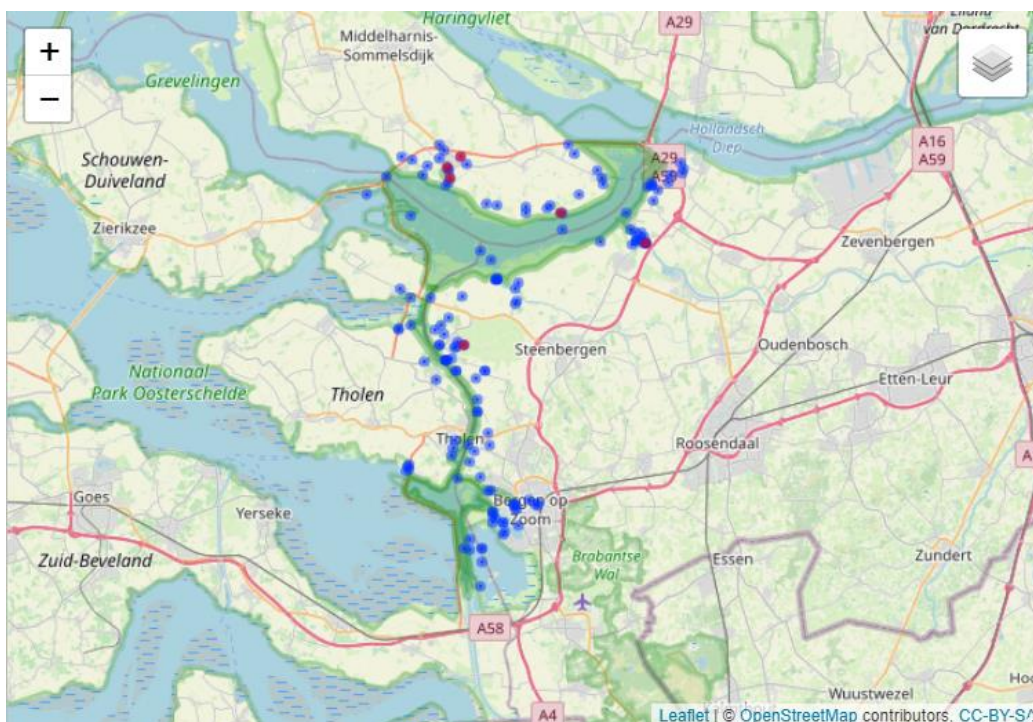 +
−
Haringvliet
A29
van Dordrecht
Middelharnis-
Sommelsdijk
Grevelingen
Hollandsch
Diep
A16
A59
A29
A59
Schouwen-
Duiveland
Zierikzee
Zevenbergen
Steenbergen
Oudenbosch
Nationaal
Park Oosterschelde
Tholen
Etten-Leur
Tholen
Roosendaal
A
Goes
Yerseke
Bergen op
Zoom
Zuid-Beveland
Brabantse
Wal
Essen
Zundert
A58
A4
Wuustwezel
Leaflet | © OpenStreetMap contributors, CC-BY-SA